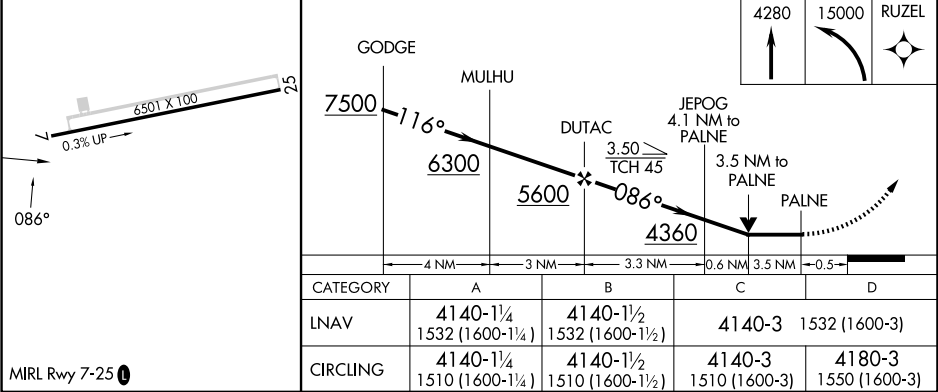 4280 15000 RUZEL
GODGE
MULHU
7500
116°
DUTAC
JEPOG
4.1 NM to
PALNE
3.50
TCH 45
3.5 NM to
PALNE
6300
5600
086°
PALNE
4360
4 NM 3 NM 3.3 NM 0.6 NM 3.5 NM 0.5
7
25
6501 X 100
0.3% UP
086°
MIRL Rwy 7-25 L
CATEGORY A B C D
LNAV 4140-1¼ 4140-1½ 4140-3 1532 (1600-3)
1532 (1600-1¼) 1532 (1600-1½)
CIRCLING 4140-1¼ 4140-1½ 4140-3 4180-3
1510 (1600-1¼) 1510 (1600-1½) 1510 (1600-3) 1550 (1600-3)